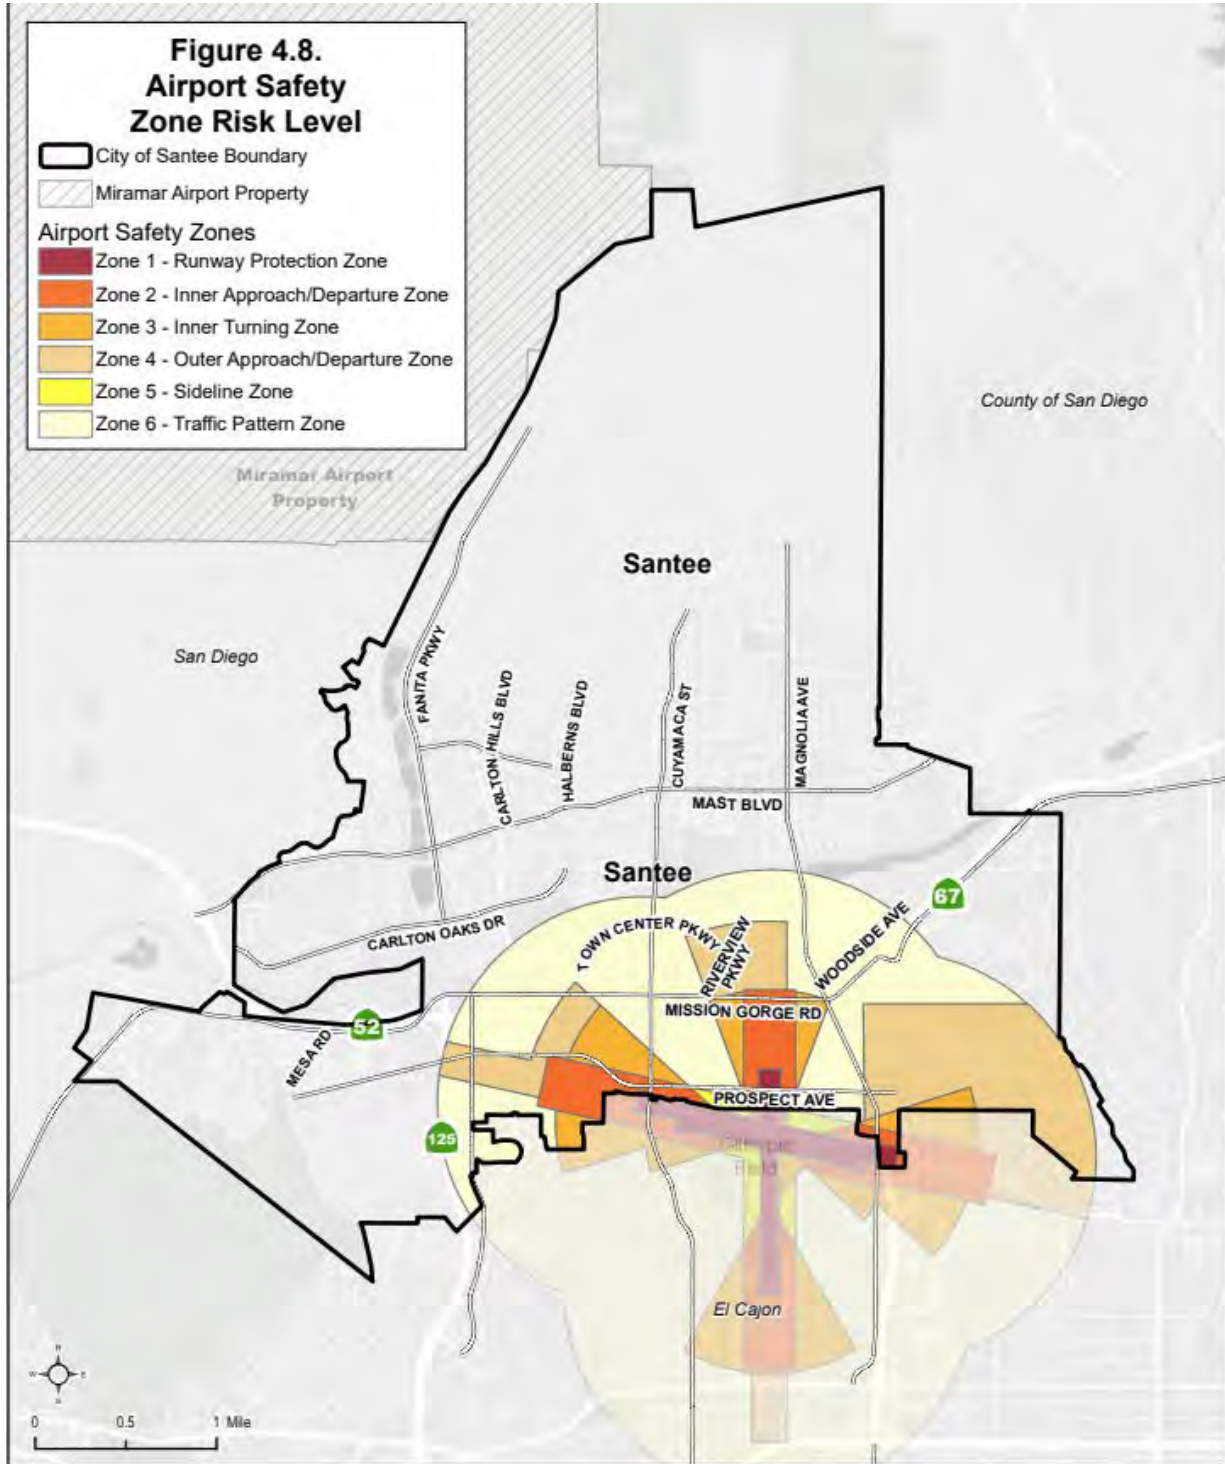 Figure 4.8.
Airport Safety
Zone Risk Level
City of Santee Boundary
Miramar Airport Property
Airport Safety Zones
Zone 1 - Runway Protection Zone
Zone 2 - Inner Approach/Departure Zone
Zone 3 - Inner Turning Zone
Zone 4 - Outer Approach/Departure Zone
Zone 5 - Sideline Zone
Zone 6 - Traffic Pattern Zone
County of San Diego
Miramar Airport
Property
Santee
San Diego
FANITA PKWY
CARLTON HILLS BLVD
HALBERNS BLVD
CUYAMACA ST
MAGNOLIA AVE
MAST BLVD
Santee
67
CARLTON OAKS DR
TOWN CENTER PKWY
RIVERVIEW
PKWY
WOODSIDE AVE
MISSION GORGE RD
52
MESA RD
PROSPECT AVE
125
Gillespie
Field
El Cajon
N
W
E
S
0
0.5
1 Mile